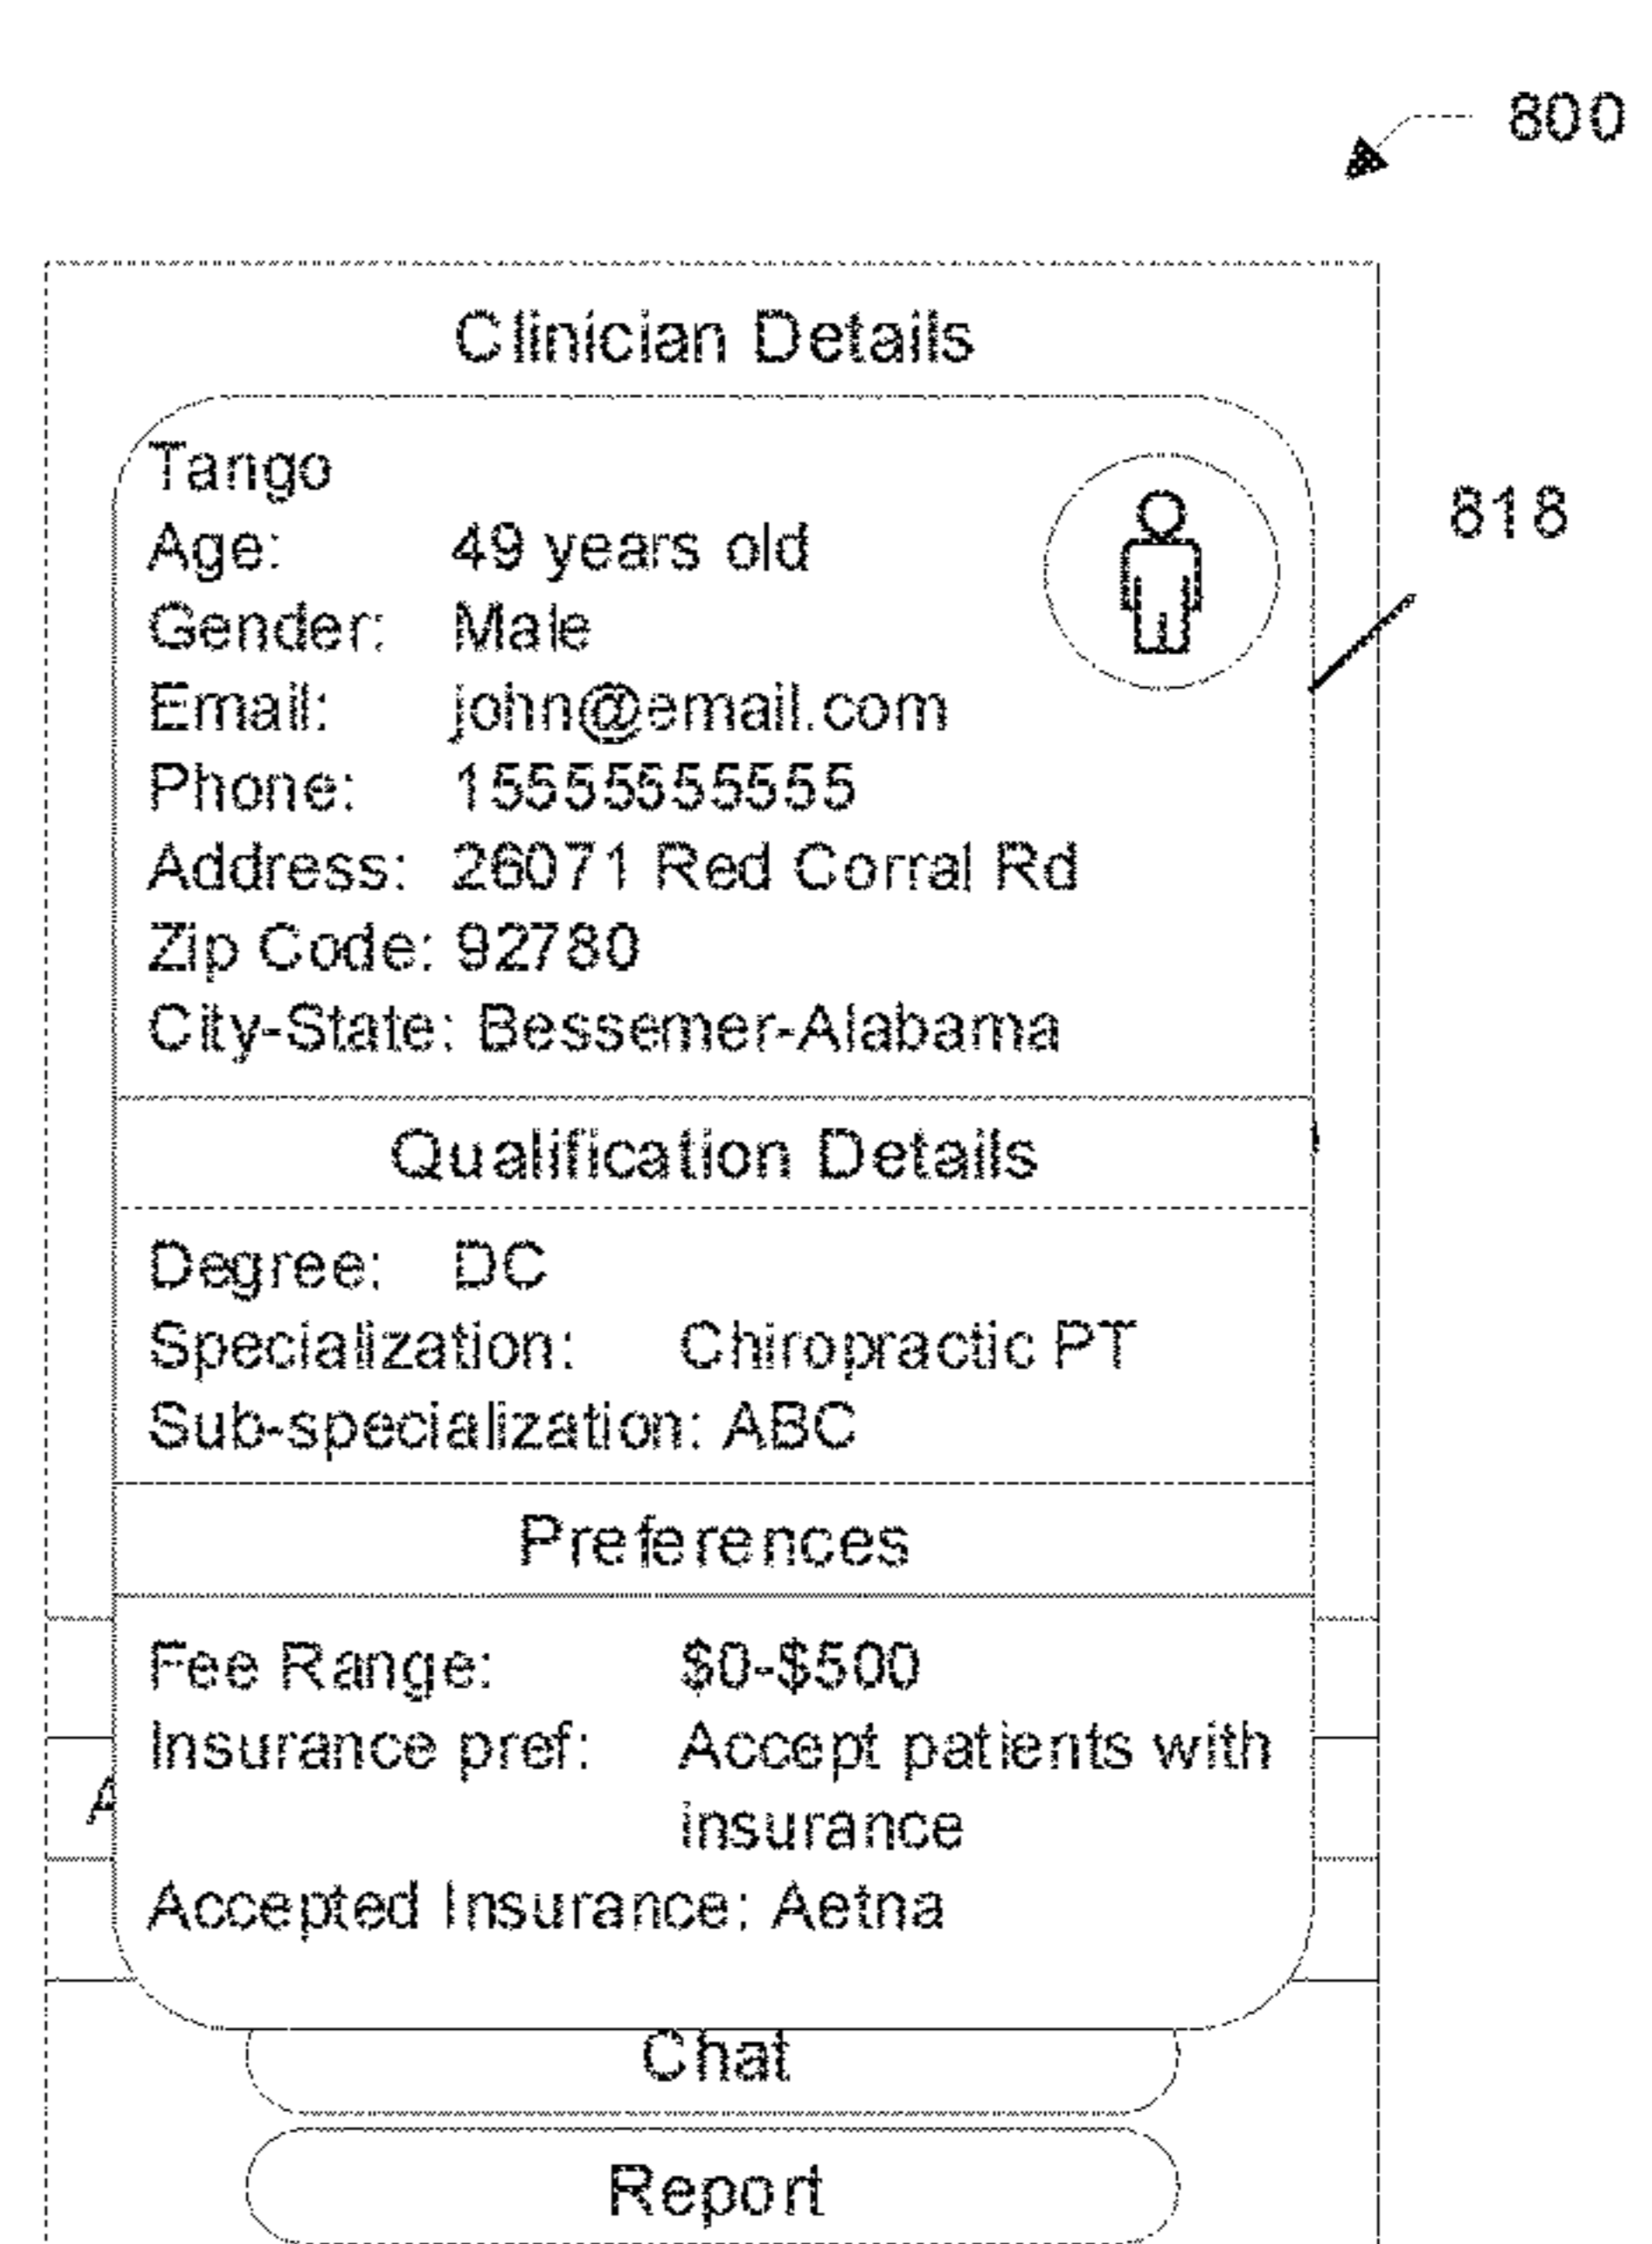 800
Clinician Details
Tango
818
Age: 49 years old
Gender: Male
Email: john@email.com
Phone: 15555555555
Address: 26071 Red Corral Rd
Zip Code: 92780
City-State: Bessemer-Alabama
Qualification Details
Degree: DC
Specialization: Chiropractic PT
Sub-specialization: ABC
Preferences
Fee Range: $0-$500
Insurance pref: Accept patients with
insurance
A
Accepted Insurance: Aetna
Chat
Report